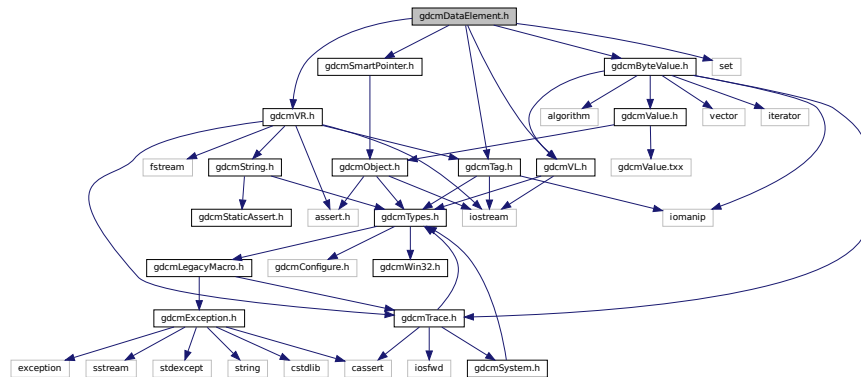 gdcmDataElement.h
gdcmSmartPointer.h
gdcmByteValue.h
set
gdcmVR.h
algorithm
gdcmValue.h
vector
iterator
fstream
gdcmString.h
gdcmObject.h
gdcmTag.h
gdcmVL.h
gdcmValue.txx
gdcmStaticAssert.h
assert.h
gdcmTypes.h
iostream
iomanip
gdcmLegacyMacro.h
gdcmConfigure.h
gdcmWin32.h
gdcmException.h
gdcmTrace.h
exception
sstream
stdexcept
string
cstdlib
cassert
iosfwd
gdcmSystem.h